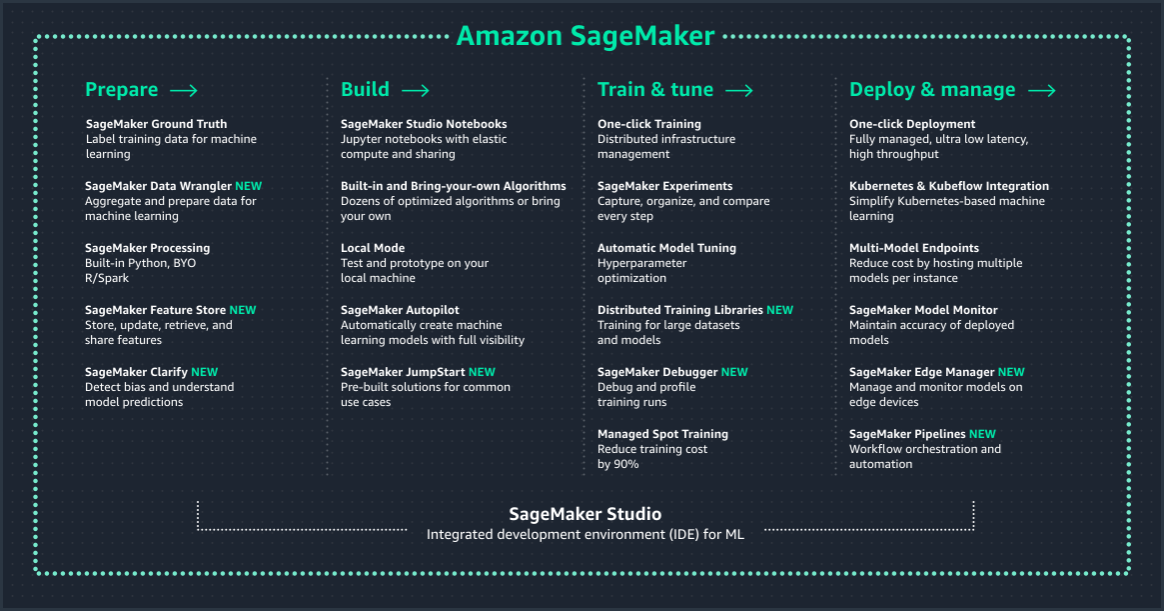 Amazon SageMaker
Prepare →
SageMaker Ground Truth
Label training data for machine
learning
SageMaker Data Wrangler NEW
Aggregate and prepare data for
machine learning
SageMaker Processing
Built-in Python, BYO
R/Spark
SageMaker Feature Store NEW
Store, update, retrieve, and
share features
SageMaker Clarify NEW
Detect bias and understand
model predictions
Build →
SageMaker Studio Notebooks
Jupyter notebooks with elastic
compute and sharing
Built-in and Bring-your-own Algorithms
Dozens of optimized algorithms or bring
your own
Local Mode
Test and prototype on your
local machine
SageMaker Autopilot
Automatically create machine
learning models with full visibility
SageMaker JumpStart NEW
Pre-built solutions for common
use cases
Train & tune →
One-click Training
Distributed infrastructure
management
SageMaker Experiments
Capture, organize, and compare
every step
Automatic Model Tuning
Hyperparameter
optimization
Distributed Training Libraries NEW
Training for large datasets
and models
SageMaker Debugger NEW
Debug and profile
training runs
Managed Spot Training
Reduce training cost
by 90%
Deploy & manage →
One-click Deployment
Fully managed, ultra low latency,
high throughput
Kubernetes & Kubeflow Integration
Simplify Kubernetes-based machine
learning
Multi-Model Endpoints
Reduce cost by hosting multiple
models per instance
SageMaker Model Monitor
Maintain accuracy of deployed
models
SageMaker Edge Manager NEW
Manage and monitor models on
edge devices
SageMaker Pipelines NEW
Workflow orchestration and
automation
SageMaker Studio
Integrated development environment (IDE) for ML